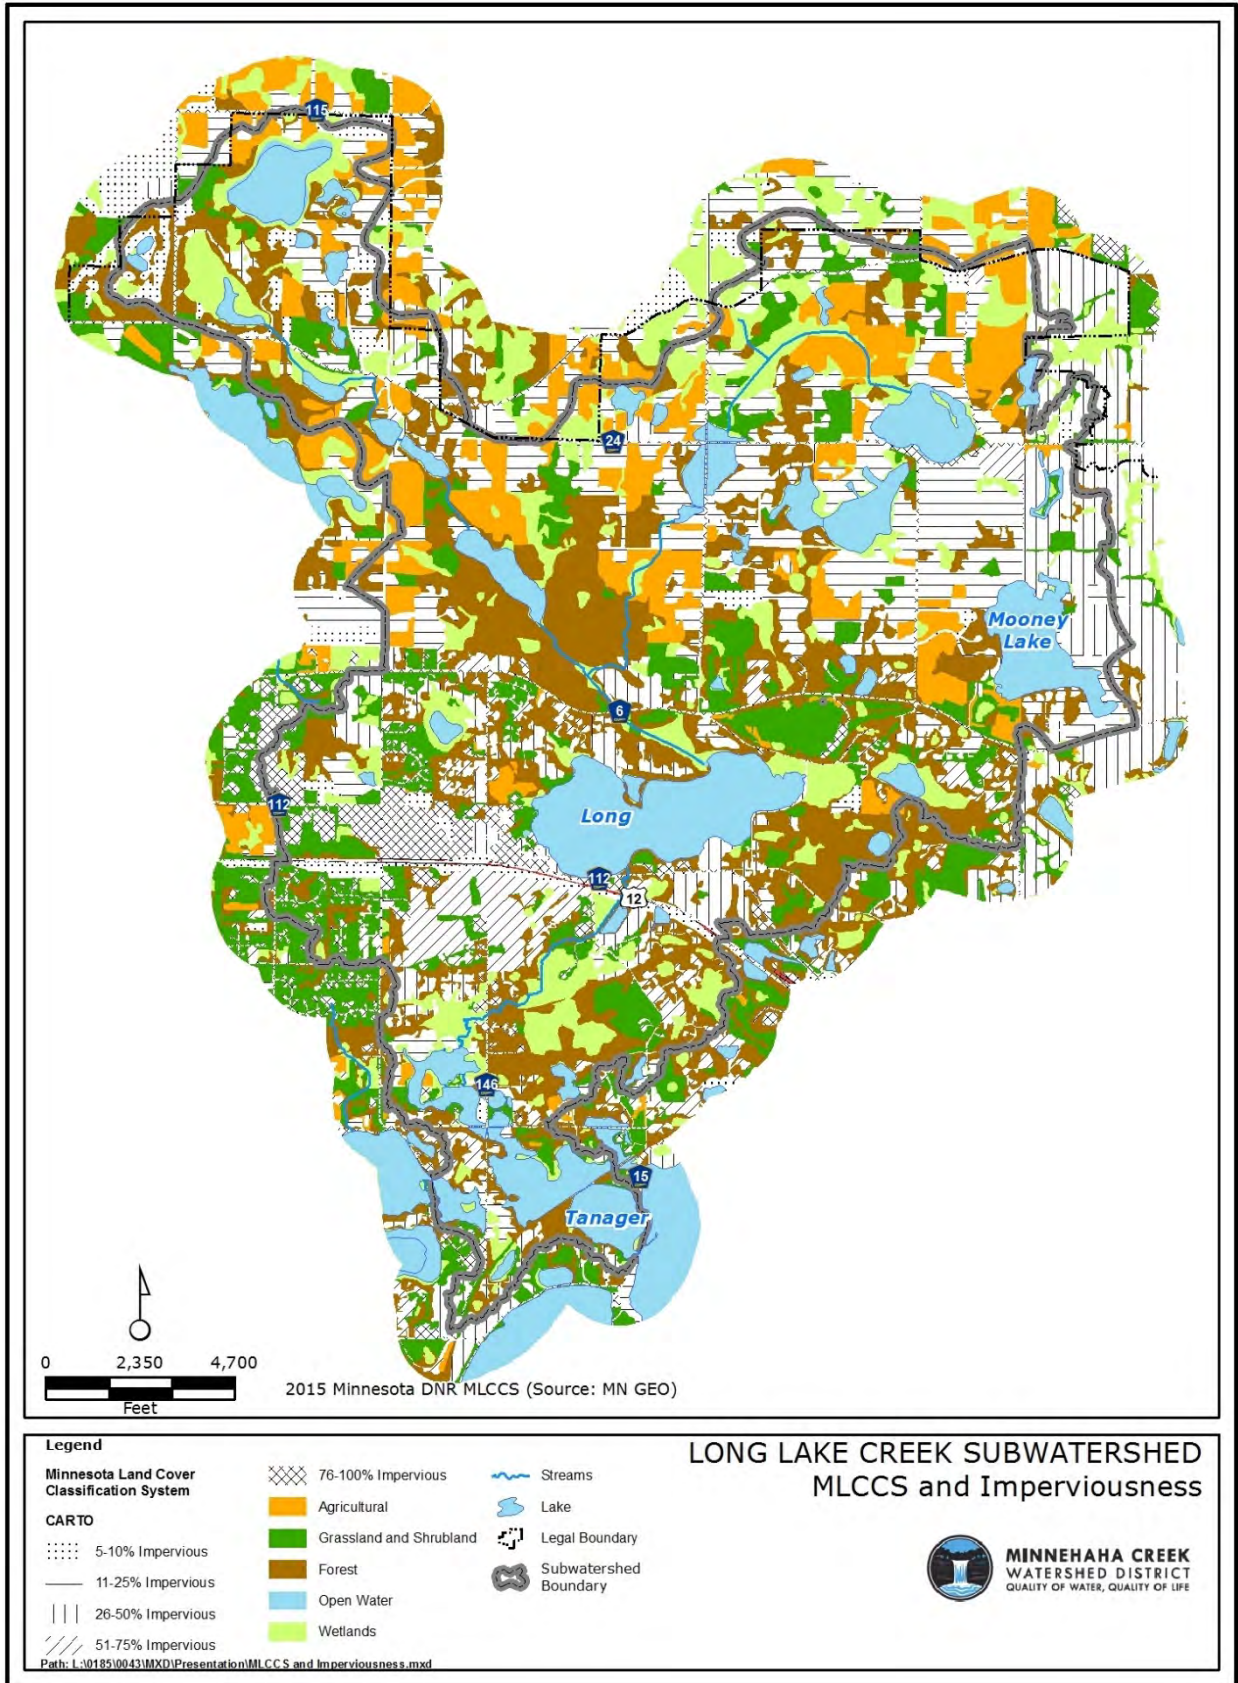 115
24
Mooney
Lake
6
112
Long
112
12
146
15
Tanager
0 2,350 4,700
Feet
2015 Minnesota DNR MLCCS (Source: MN GEO)
Legend
Minnesota Land Cover
Classification System
CARTO
5-10% Impervious
11-25% Impervious
26-50% Impervious
51-75% Impervious
76-100% Impervious
Agricultural
Grassland and Shrubland
Forest
Open Water
Wetlands
Streams
Lake
Legal Boundary
Subwatershed
Boundary
LONG LAKE CREEK SUBWATERSHED
MLCCS and Imperviousness
MINNEHAHA CREEK
WATERSHED DISTRICT
QUALITY OF WATER, QUALITY OF LIFE
Path: L:\0185\0043\MXD\Presentation\MLCCS and Imperviousness.mxd